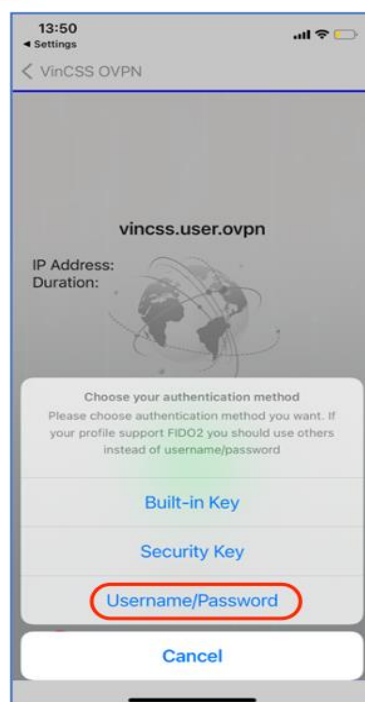 13:50
◄ Settings
< VinCSS OVPN
vincss.user.ovpn
IP Address:
Duration:
Choose your authentication method
Please choose authentication method you want. If
your profile support FIDO2 you should use others
instead of username/password
Built-in Key
Security Key
Username/Password
Cancel